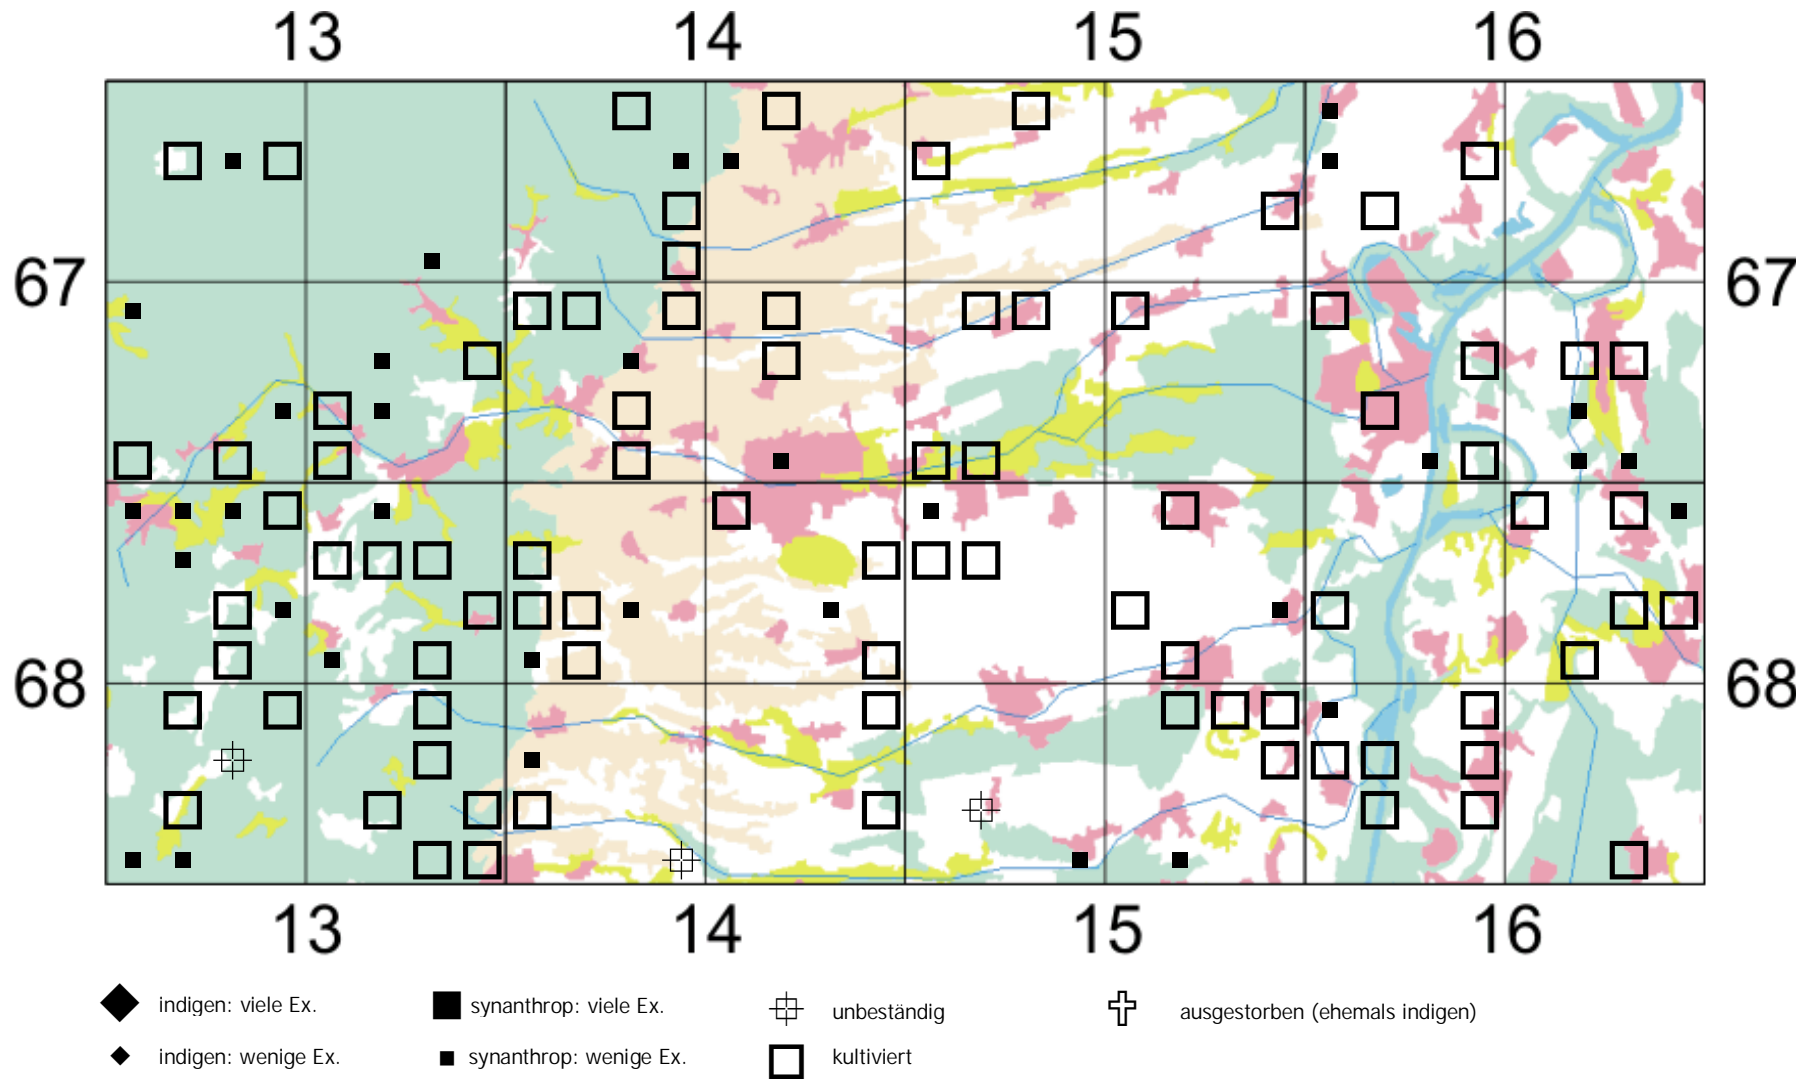 13 14 15 16
67 67
68 68
13 14 15 16
indigen: viele Ex. synanthrop: viele Ex. unbeständig ausgestorben (ehemals indigen)
indigen: wenige Ex. synanthrop: wenige Ex. kultiviert